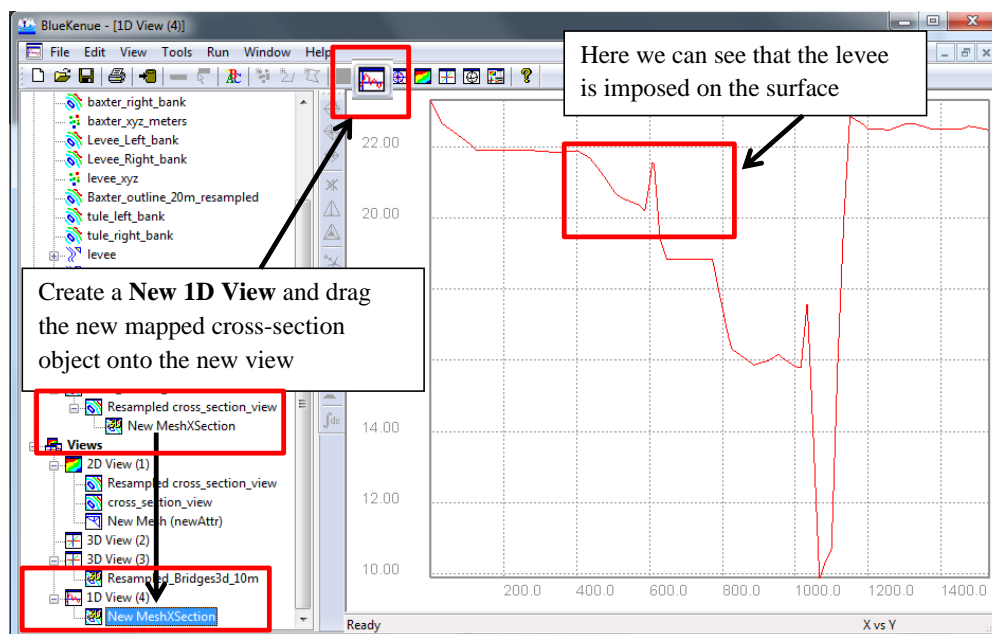 BlueKenue - [1D View (4)]
File Edit View Tools Run Window Help
baxter_right_bank
baxter_xyz_meters
Levee_Left_bank
Levee_Right_bank
levee_xyz
Baxter_outline_20m_resampled
tule_left_bank
tule_right_bank
levee
Here we can see that the levee
is imposed on the surface
Create a New 1D View and drag
the new mapped cross-section
object onto the new view
Resampled cross_section_view
New MeshXSection
Views
2D View (1)
Resampled cross_section_view
cross_section_view
New Mesh (newAttr)
3D View (2)
3D View (3)
Resampled_Bridges3d_10m
1D View (4)
New MeshXSection
22.00
20.00
14.00
12.00
10.00
200.0 400.0 600.0 800.0 1000.0 1200.0 1400.0
Ready
X vs Y